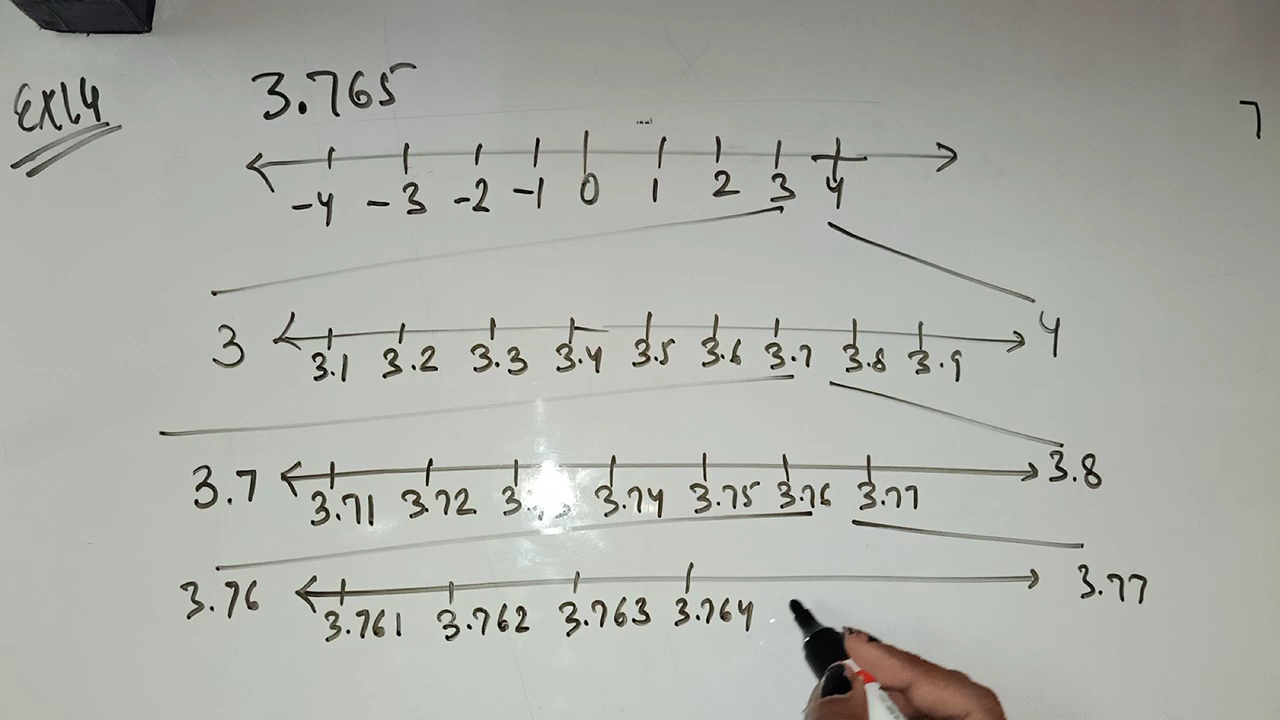 EX1.4 3.765
7
-4 -3 -2 -1 0 1 2 3 4
3 3.1 3.2 3.3 3.4 3.5 3.6 3.7 3.8 3.9 4
3.7 3.71 3.72 3.74 3.75 3.76 3.77 3.8
3.76 3.761 3.762 3.763 3.764 3.77